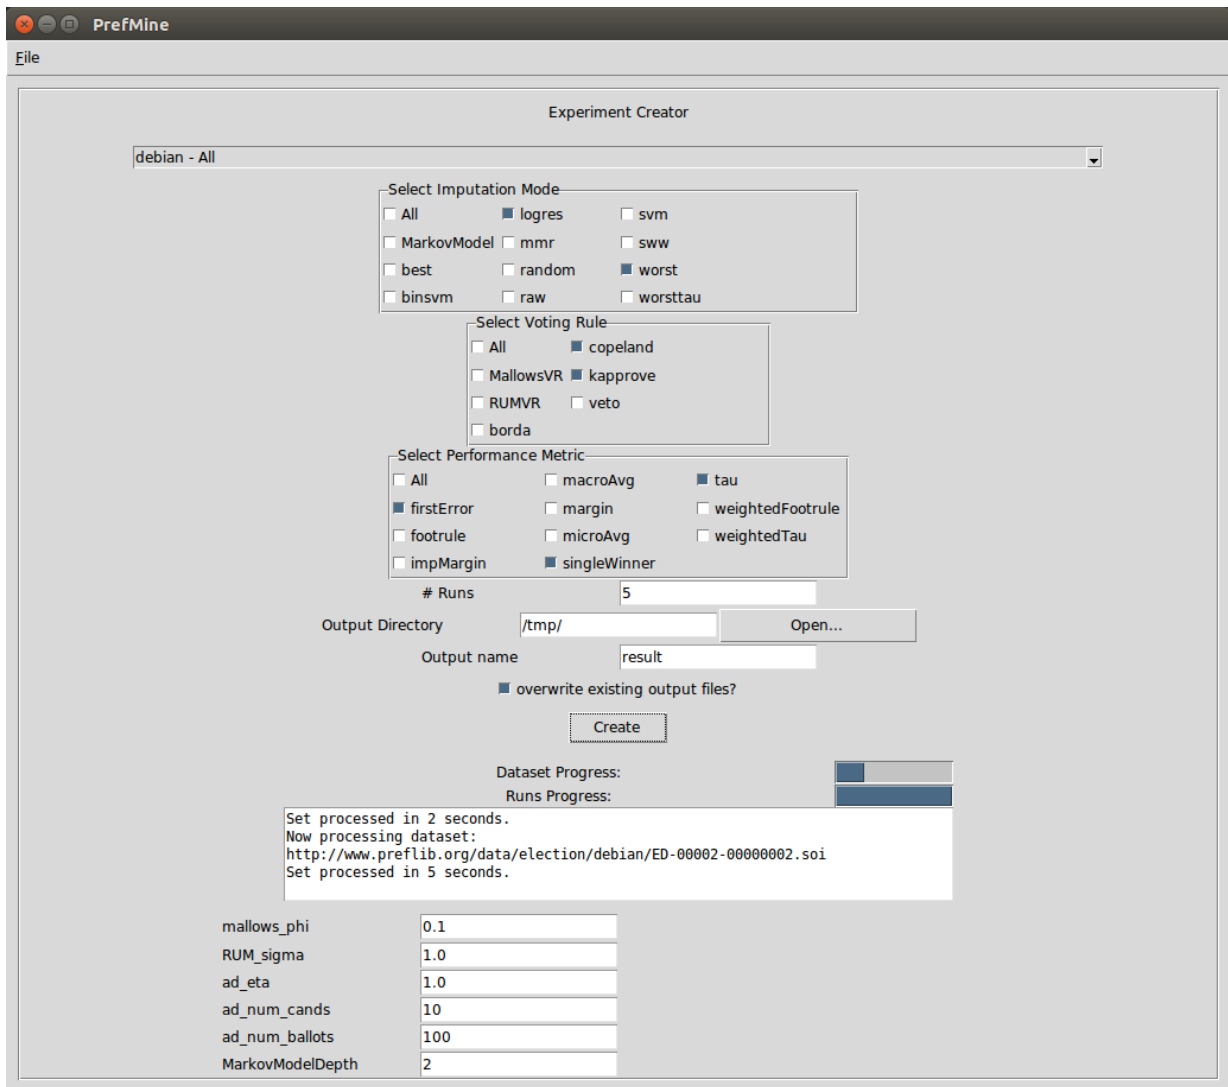 PrefMine
File
Experiment Creator
debian - All
Select Imputation Mode
All logres svm
MarkovModel mmr sww
best random worst
binsvm raw worsttau
Select Voting Rule
All copeland
MallowsVR kapprove
RUMVR veto
borda
Select Performance Metric
All macroAvg tau
firstError margin weightedFootrule
footrule microAvg weightedTau
impMargin singleWinner
# Runs 5
Output Directory /tmp/ Open...
Output name result
overwrite existing output files?
Create
Dataset Progress:
Runs Progress:
Set processed in 2 seconds.
Now processing dataset:
http://www.preflib.org/data/election/debian/ED-00002-00000002.soi
Set processed in 5 seconds.
mallows_phi 0.1
RUM_sigma 1.0
ad_eta 1.0
ad_num_cands 10
ad_num_ballots 100
MarkovModelDepth 2